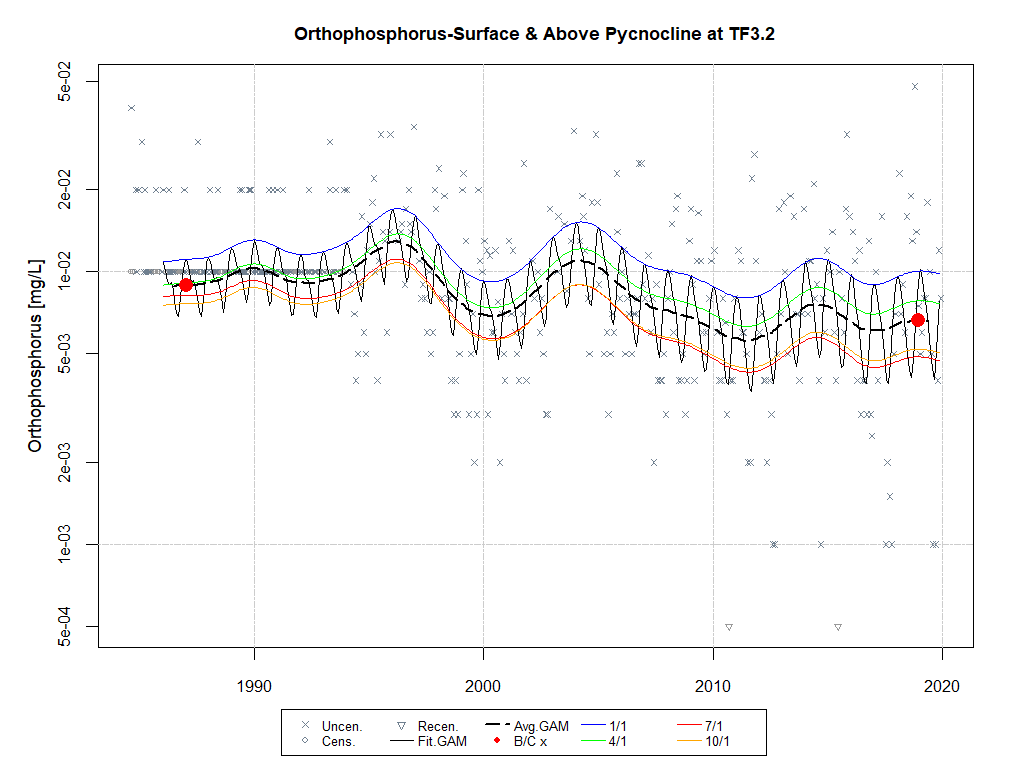 Orthophosphorus-Surface & Above Pycnocline at TF3.2
Orthophosphorus [mg/L]
5e-02
2e-02
1e-02
5e-03
2e-03
1e-03
5e-04
1990 2000 2010 2020
Uncen. Recen. Avg.GAM 1/1 7/1
Cens. Fit.GAM B/C x 4/1 10/1